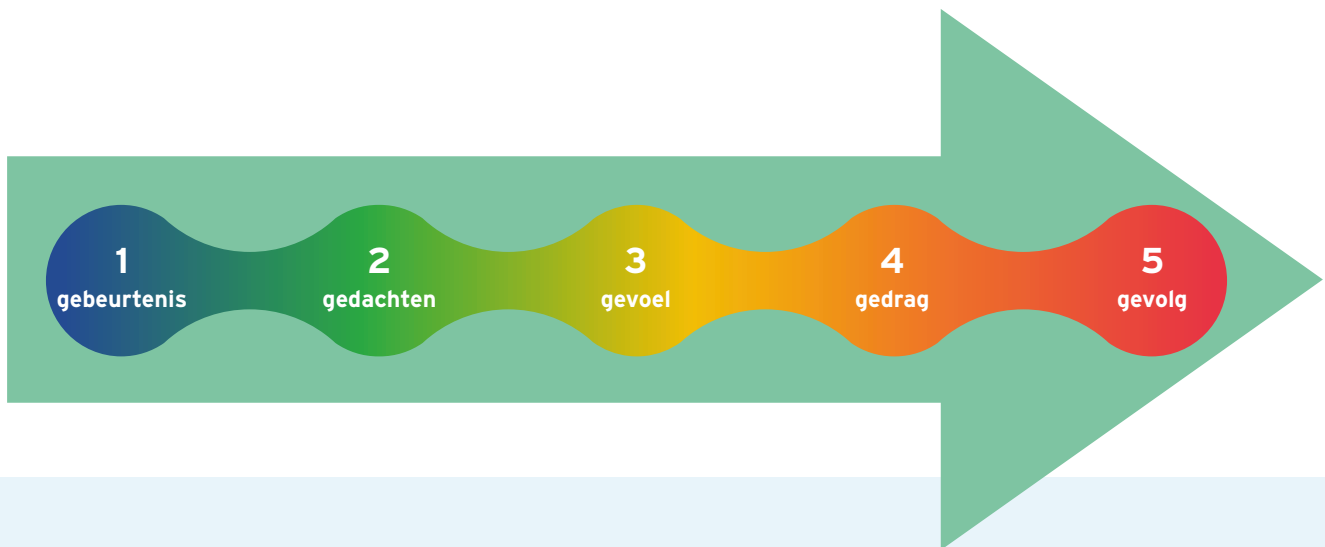 1
gebeurtenis
2
gedachten
3
gevoel
4
gedrag
5
gevolg